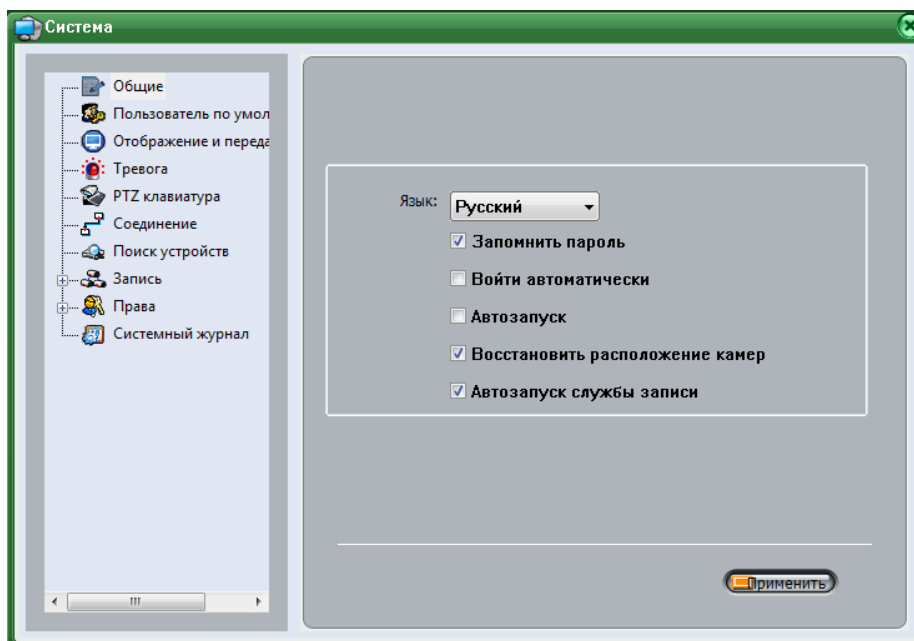 Система
Общие
Пользователь по умол
Отображение и переда
Тревога
PTZ клавиатура
Соединение
Поиск устройств
Запись
Права
Системный журнал
Язык:
Русский
Запомнить пароль
Войти автоматически
Автозапуск
Восстановить расположение камер
Автозапуск службы записи
Применить